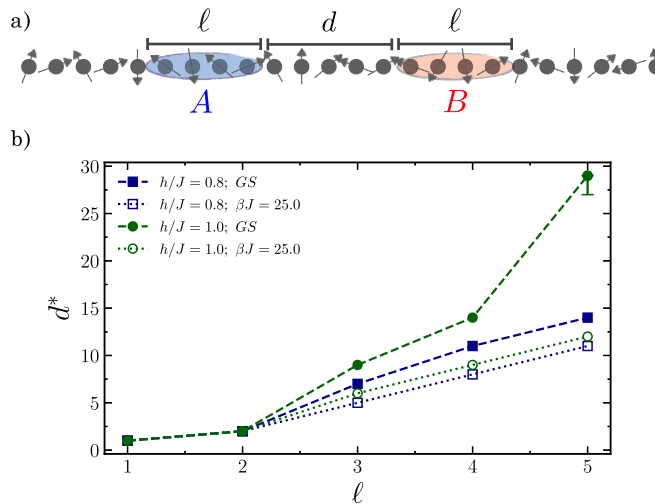 a)
ℓ d ℓ
A B
b)
h/J = 0.8; GS
h/J = 0.8; βJ = 25.0
h/J = 1.0; GS
h/J = 1.0; βJ = 25.0
30
25
20
15
10
5
0
d*
1 2 3 4 5
ℓ